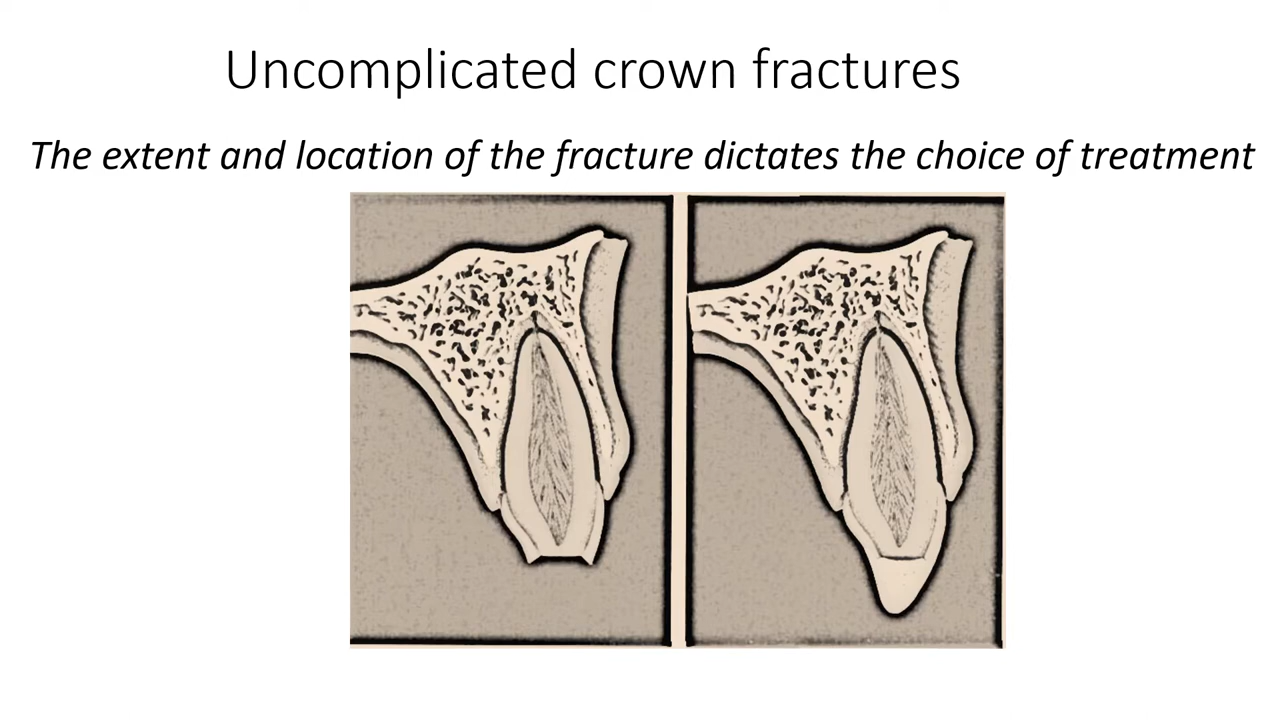 Uncomplicated crown fractures
The extent and location of the fracture dictates the choice of treatment